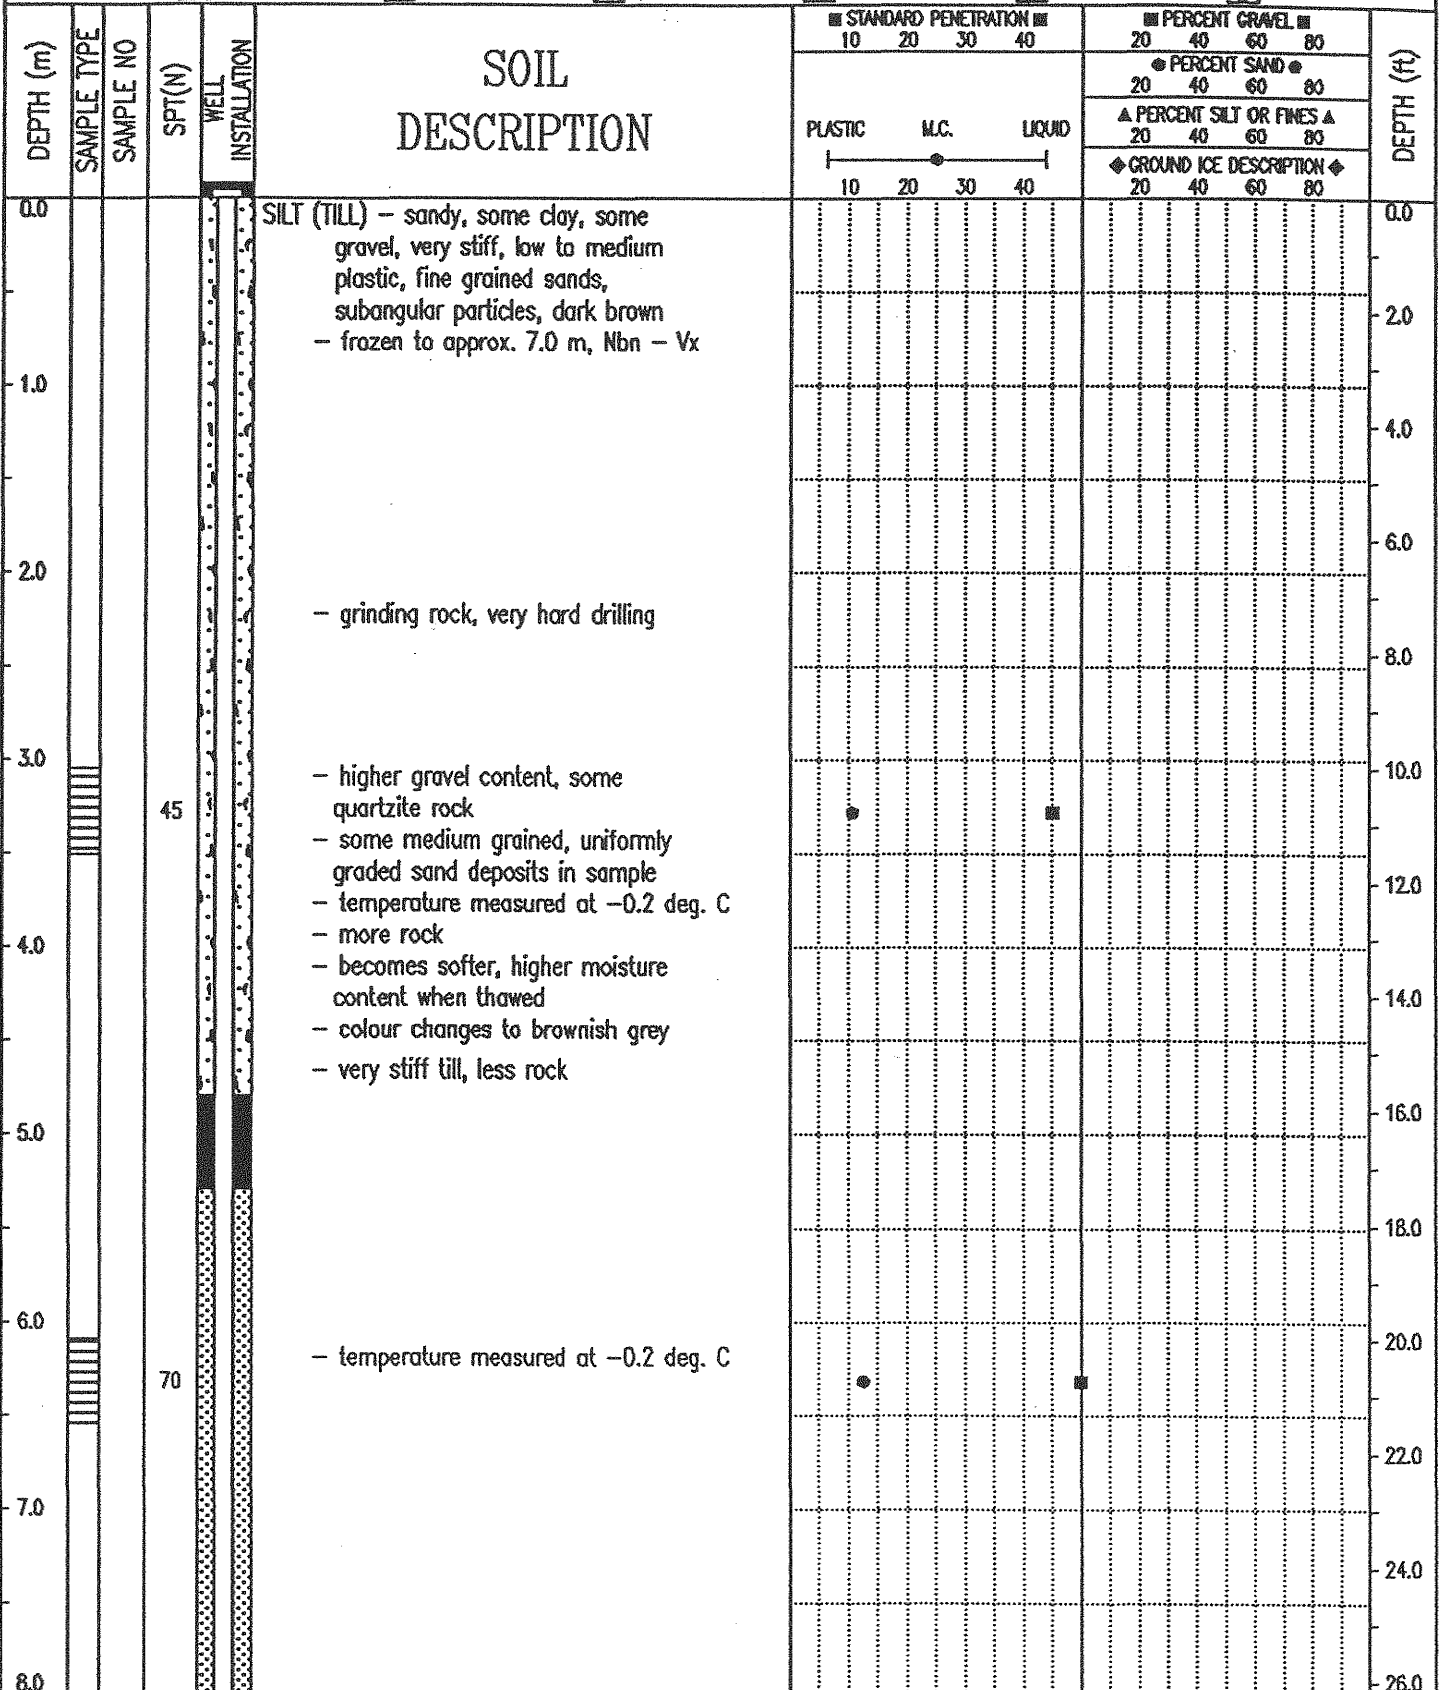 DEPTH (m)
SAMPLE TYPE
SAMPLE NO
SPT(N)
WELL
INSTALLATION
SOIL
DESCRIPTION
■ STANDARD PENETRATION ■
10 20 30 40
PLASTIC M.C. LIQUID
10 20 30 40
■ PERCENT GRAVEL ■
20 40 60 80
● PERCENT SAND ●
20 40 60 80
▲ PERCENT SILT OR FINES ▲
20 40 60 80
◆ GROUND ICE DESCRIPTION ◆
20 40 60 80
DEPTH (ft)
0.0
SILT (TILL) – sandy, some clay, some
gravel, very stiff, low to medium
plastic, fine grained sands,
subangular particles, dark brown
– frozen to approx. 7.0 m, Nbn – Vx
0.0
2.0
1.0
4.0
6.0
2.0
– grinding rock, very hard drilling
8.0
3.0
– higher gravel content, some
quartzite rock
10.0
45
– some medium grained, uniformly
graded sand deposits in sample
– temperature measured at –0.2 deg. C
12.0
– more rock
4.0
– becomes softer, higher moisture
content when thawed
14.0
– colour changes to brownish grey
– very stiff till, less rock
16.0
5.0
18.0
6.0
20.0
– temperature measured at –0.2 deg. C
70
22.0
7.0
24.0
8.0
26.0